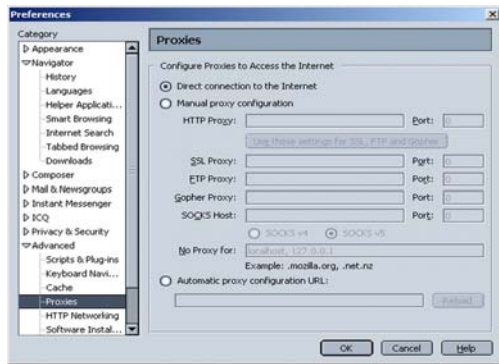 Preferences
Category
Appearance
Navigator
History
Languages
Helper Applicati...
Smart Browsing
Internet Search
Tabbed Browsing
Downloads
Composer
Mail & Newsgroups
Instant Messenger
ICQ
Privacy & Security
Advanced
Scripts & Plug-ins
Keyboard Navi...
Cache
Proxies
HTTP Networking
Software Instal...
Proxies
Configure Proxies to Access the Internet
Direct connection to the Internet
Manual proxy configuration
HTTP Proxy: Port: 0
Use these settings for SSL, FTP and Gopher
SSL Proxy: Port: 0
FTP Proxy: Port: 0
Gopher Proxy: Port: 0
SOCKS Host: Port: 0
SOCKS v4 SOCKS v5
No Proxy for: localhost, 127.0.0.1
Example: .mozilla.org, .net.nz
Automatic proxy configuration URL:
Reload
OK Cancel Help